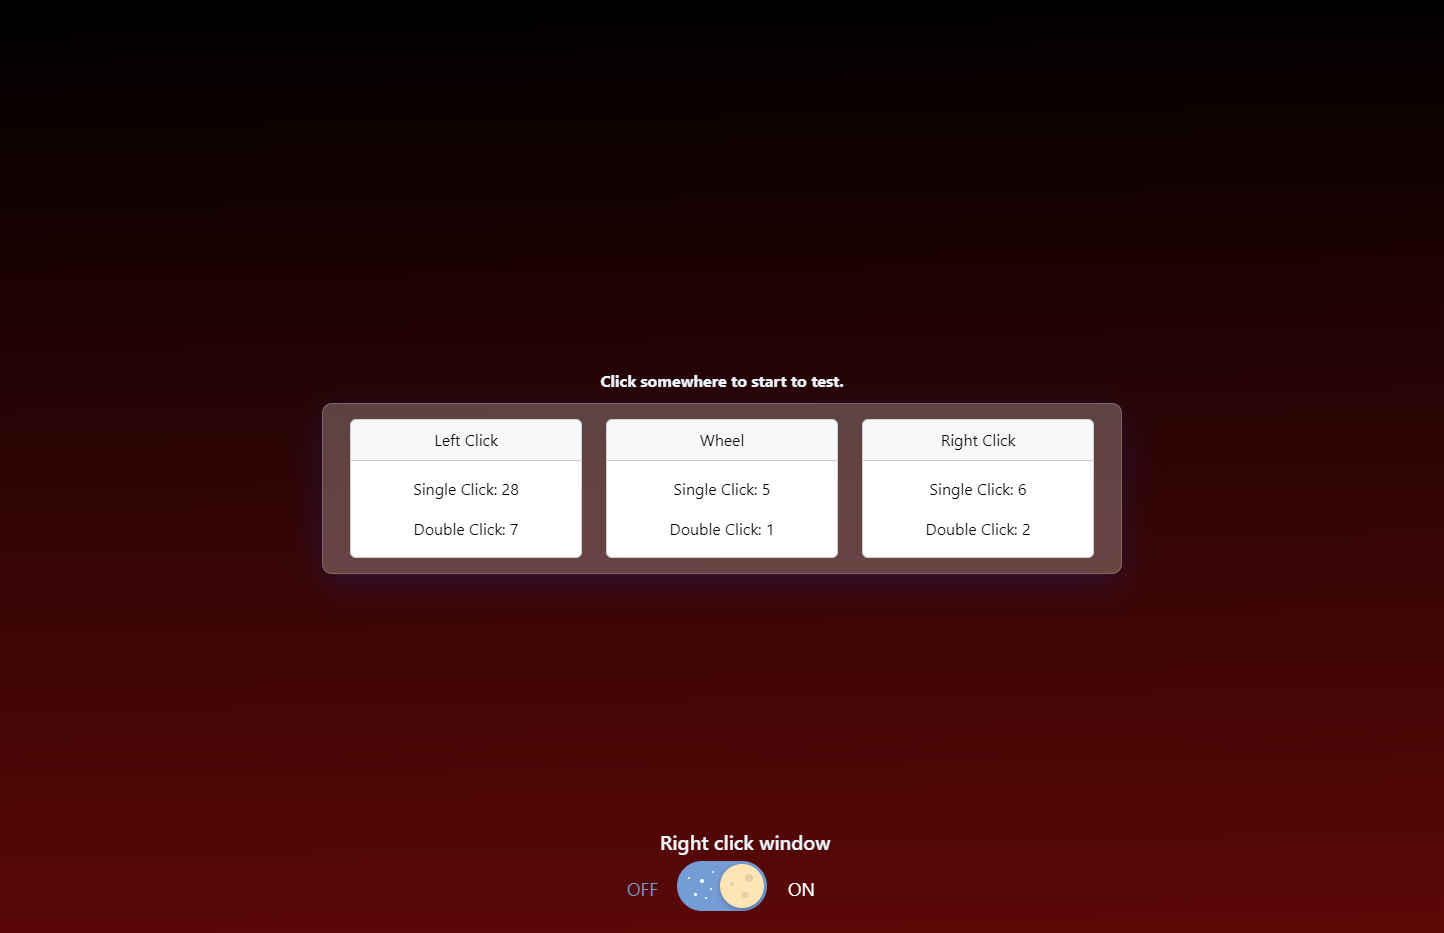 Click somewhere to start to test.
Left Click
Single Click: 28
Double Click: 7
Wheel
Single Click: 5
Double Click: 1
Right Click
Single Click: 6
Double Click: 2
Right click window
OFF
ON